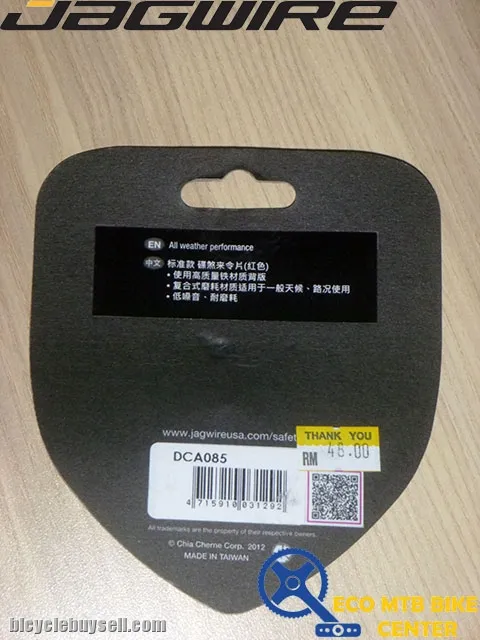 JAGWIRE
EN All weather performance
中文 标准款 碟煞來令片(红色)
• 使用高质量铁材质背版
• 复合式磨耗材质适用于一般天候、路况使用
• 低噪音、耐磨耗
www.jagwireusa.com/safet
THANK YOU
RM 48.00
DCA085
4 715910 031292
All trademarks are the property of their respective owners.
© Chia Cherne Corp. 2012
MADE IN TAIWAN
ECO MTB BIKE
CENTER
bicyclebuysell.com